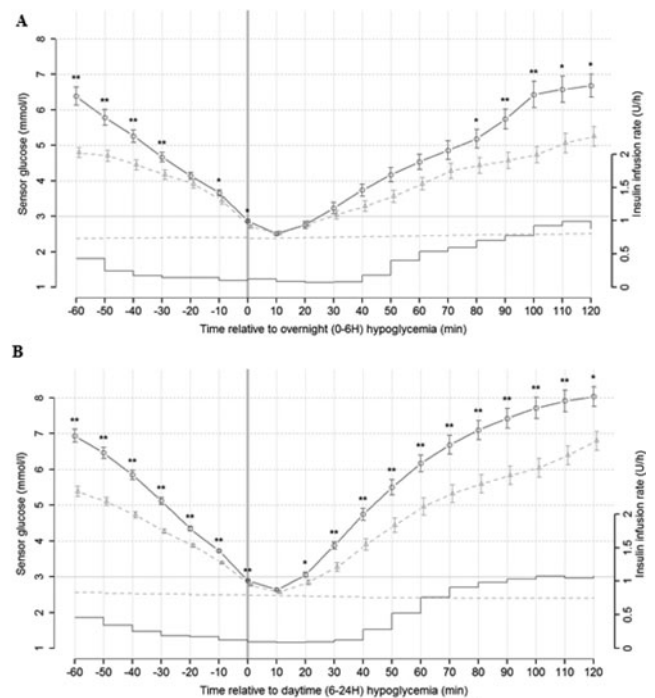 A
8
7
6
5
4
3
2
1
Sensor glucose (mmol/l)
** ** ** ** * * * ** ** * *
2
1.5
1
0.5
0
Insulin infusion rate (U/h)
-60 -50 -40 -30 -20 -10 0 10 20 30 40 50 60 70 80 90 100 110 120
Time relative to overnight (0-6H) hypoglycemia (min)
B
8
7
6
5
4
3
2
1
Sensor glucose (mmol/l)
** ** ** ** ** ** ** * ** ** ** ** ** ** ** ** ** *
2
1.5
1
0.5
0
Insulin infusion rate (U/h)
-60 -50 -40 -30 -20 -10 0 10 20 30 40 50 60 70 80 90 100 110 120
Time relative to daytime (6-24H) hypoglycemia (min)